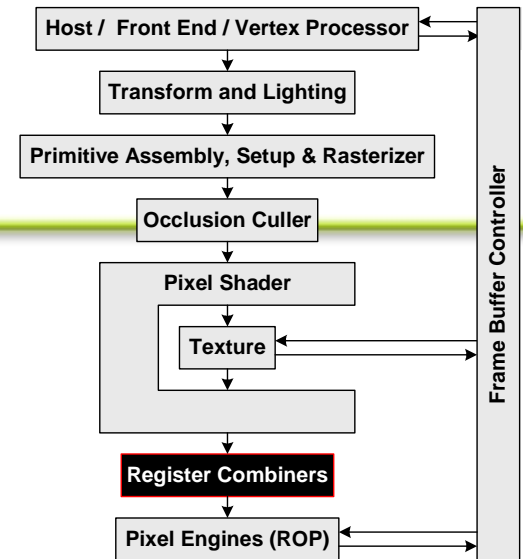 Host / Front End / Vertex Processor
Transform and Lighting
Primitive Assembly, Setup & Rasterizer
Occlusion Culler
Pixel Shader
Texture
Register Combiners
Pixel Engines (ROP)
Frame Buffer Controller